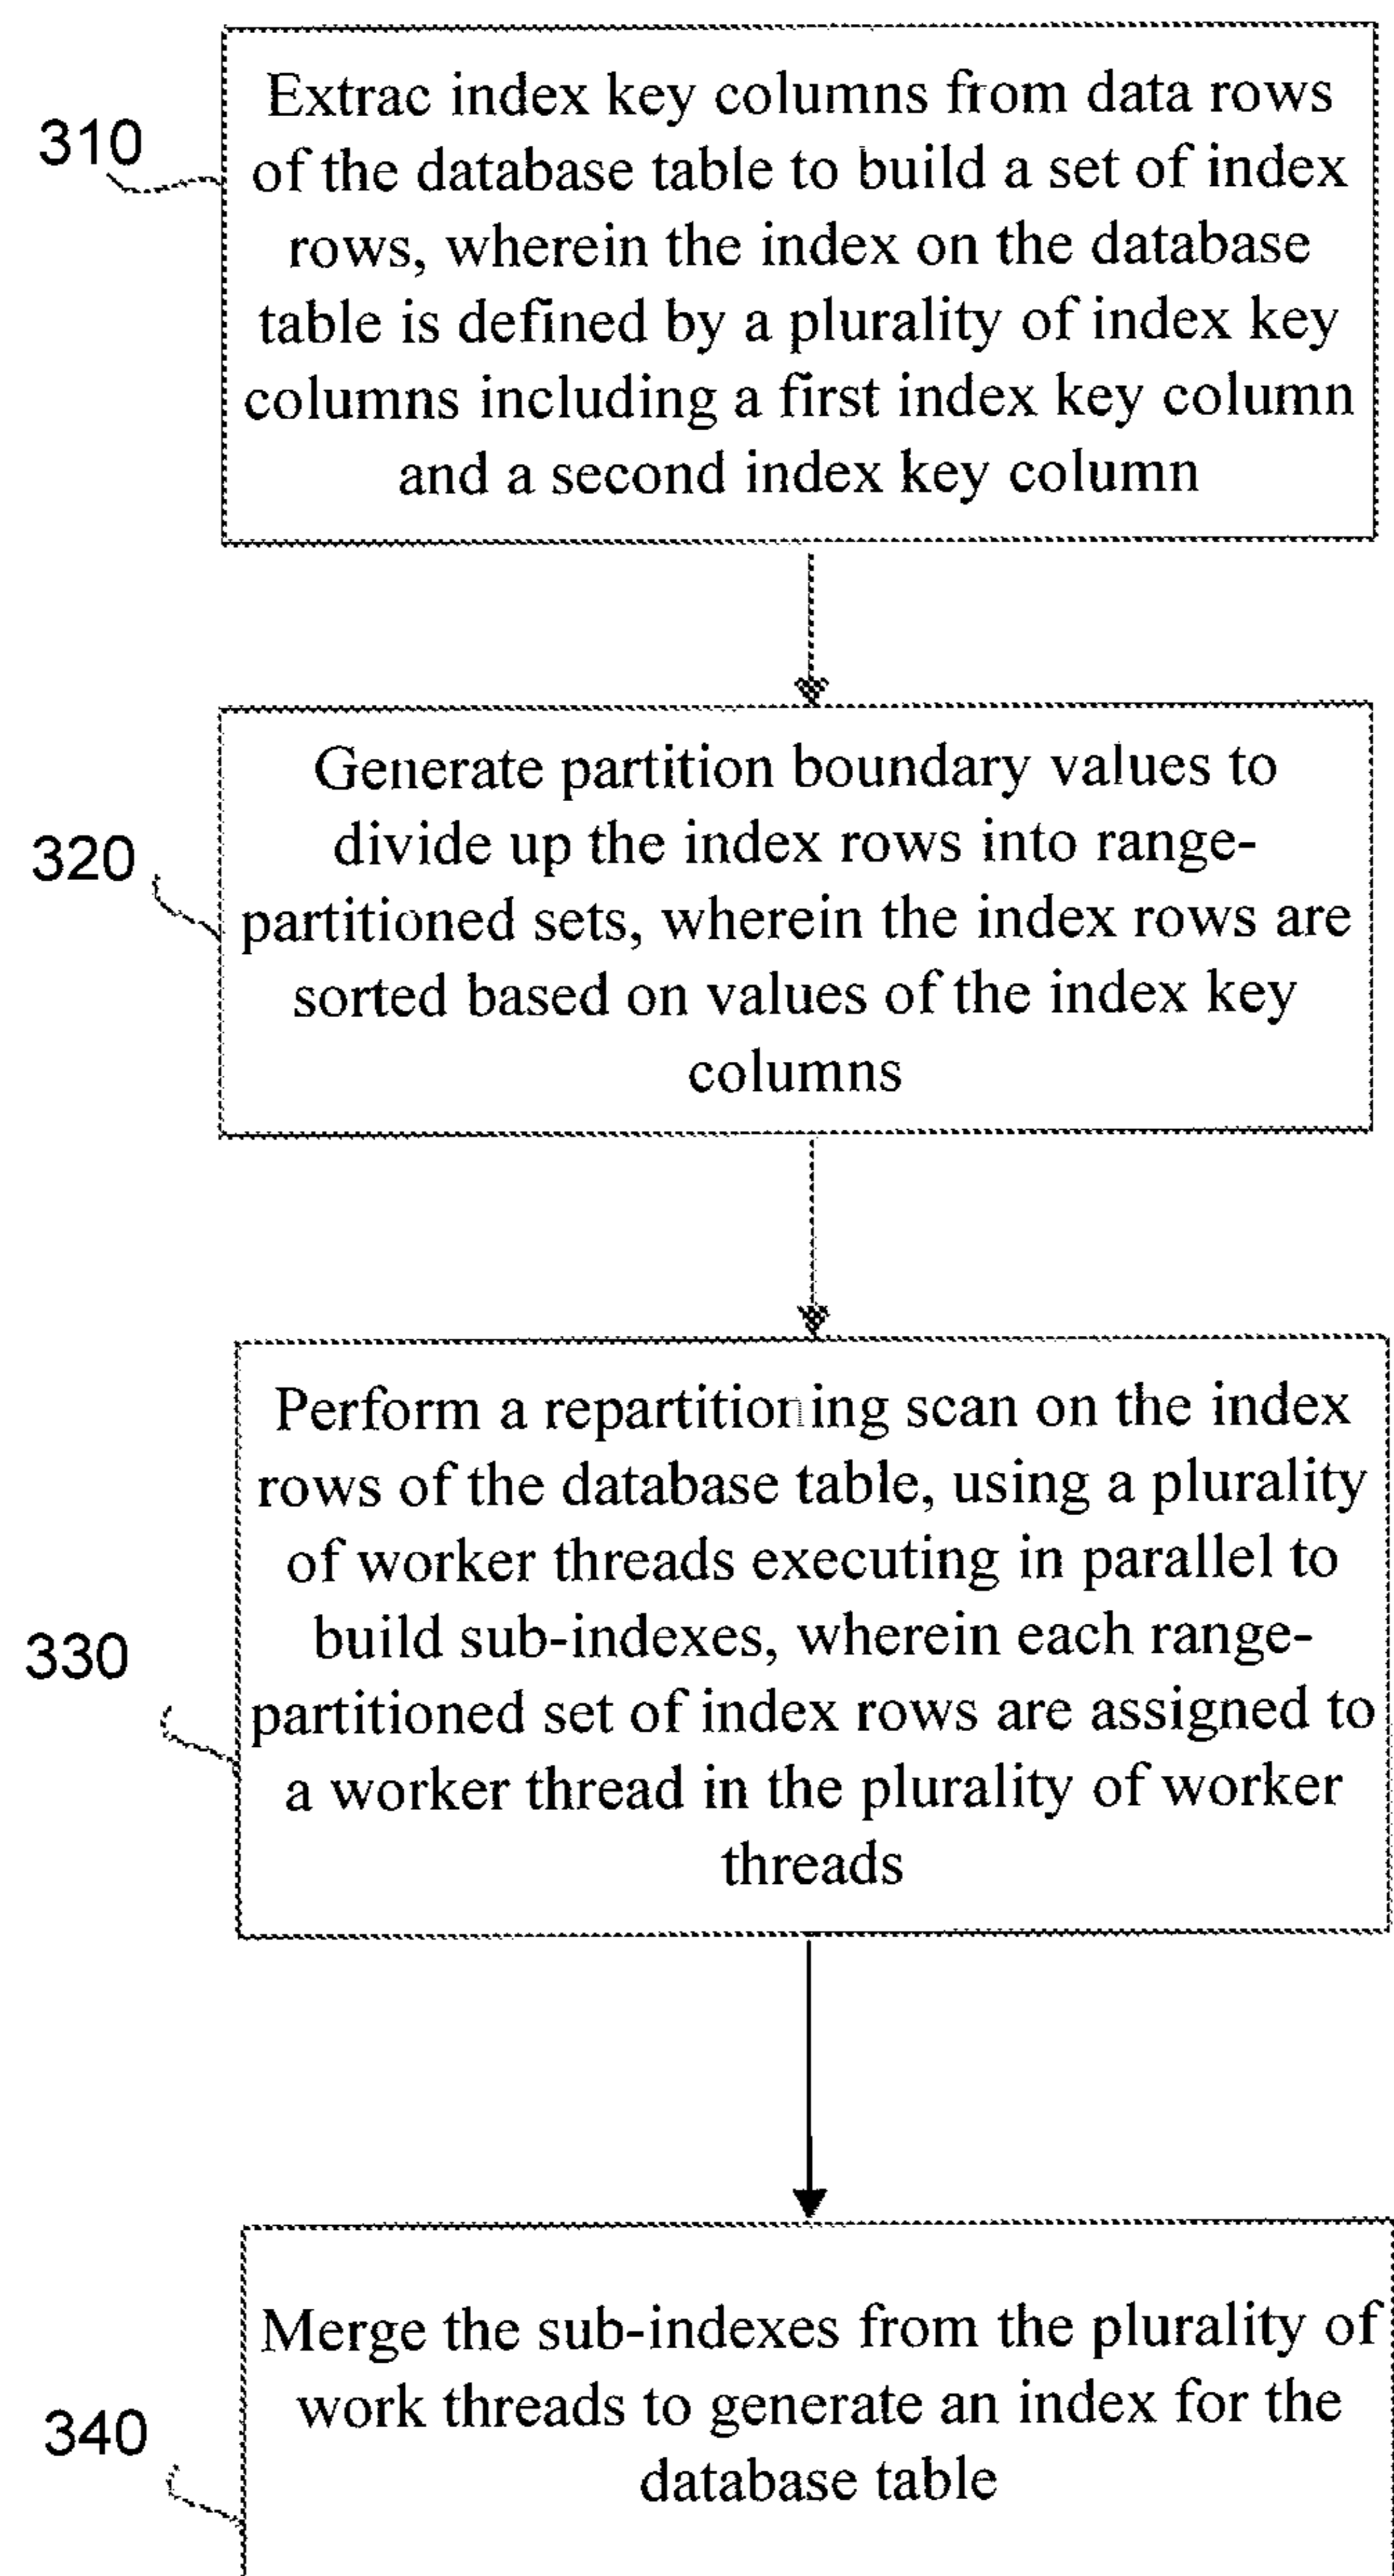 Extrac index key columns from data rows
310
of the database table to build a set of index
rows, wherein the index on the database
table is defined by a plurality of index key
columns including a first index key column
and a second index key column
Generate partition boundary values to
320
divide up the index rows into range-
partitioned sets, wherein the index rows are
sorted based on values of the index key
columns
Perform a repartitioning scan on the index
rows of the database table, using a plurality
of worker threads executing in parallel to
330
build sub-indexes, wherein each range-
partitioned set of index rows are assigned to
a worker thread in the plurality of worker
threads
Merge the sub-indexes from the plurality of
340
work threads to generate an index for the
database table